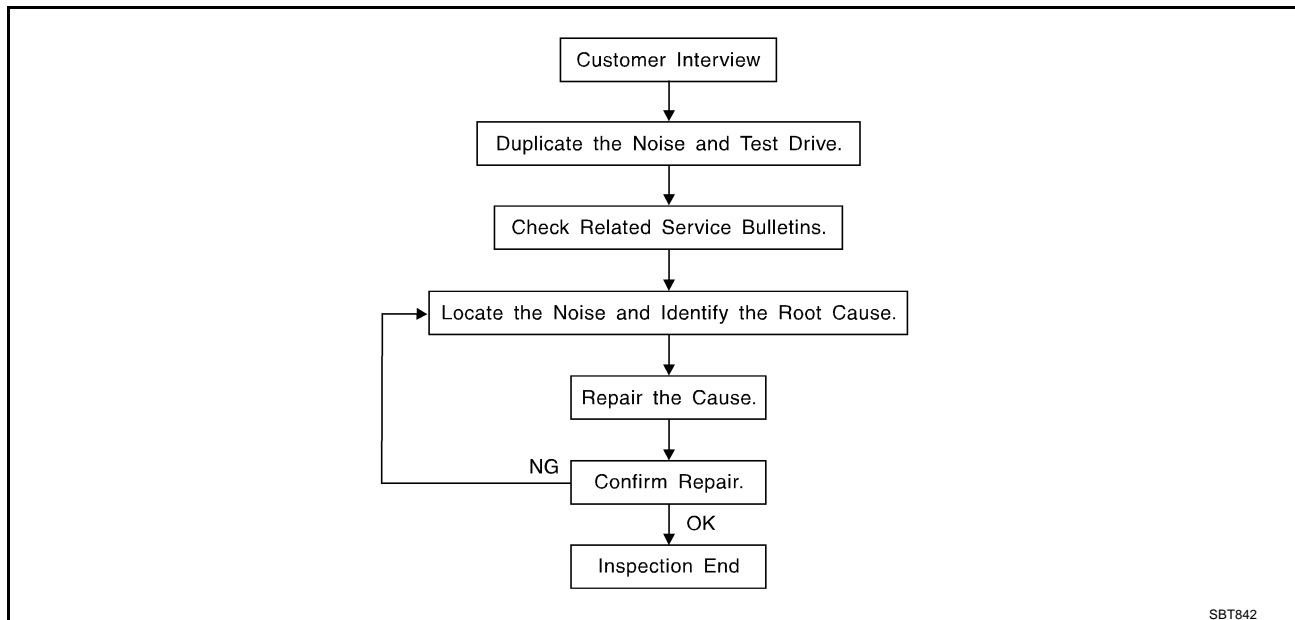 Customer Interview
Duplicate the Noise and Test Drive.
Check Related Service Bulletins.
Locate the Noise and Identify the Root Cause.
Repair the Cause.
NG
Confirm Repair.
OK
Inspection End
SBT842